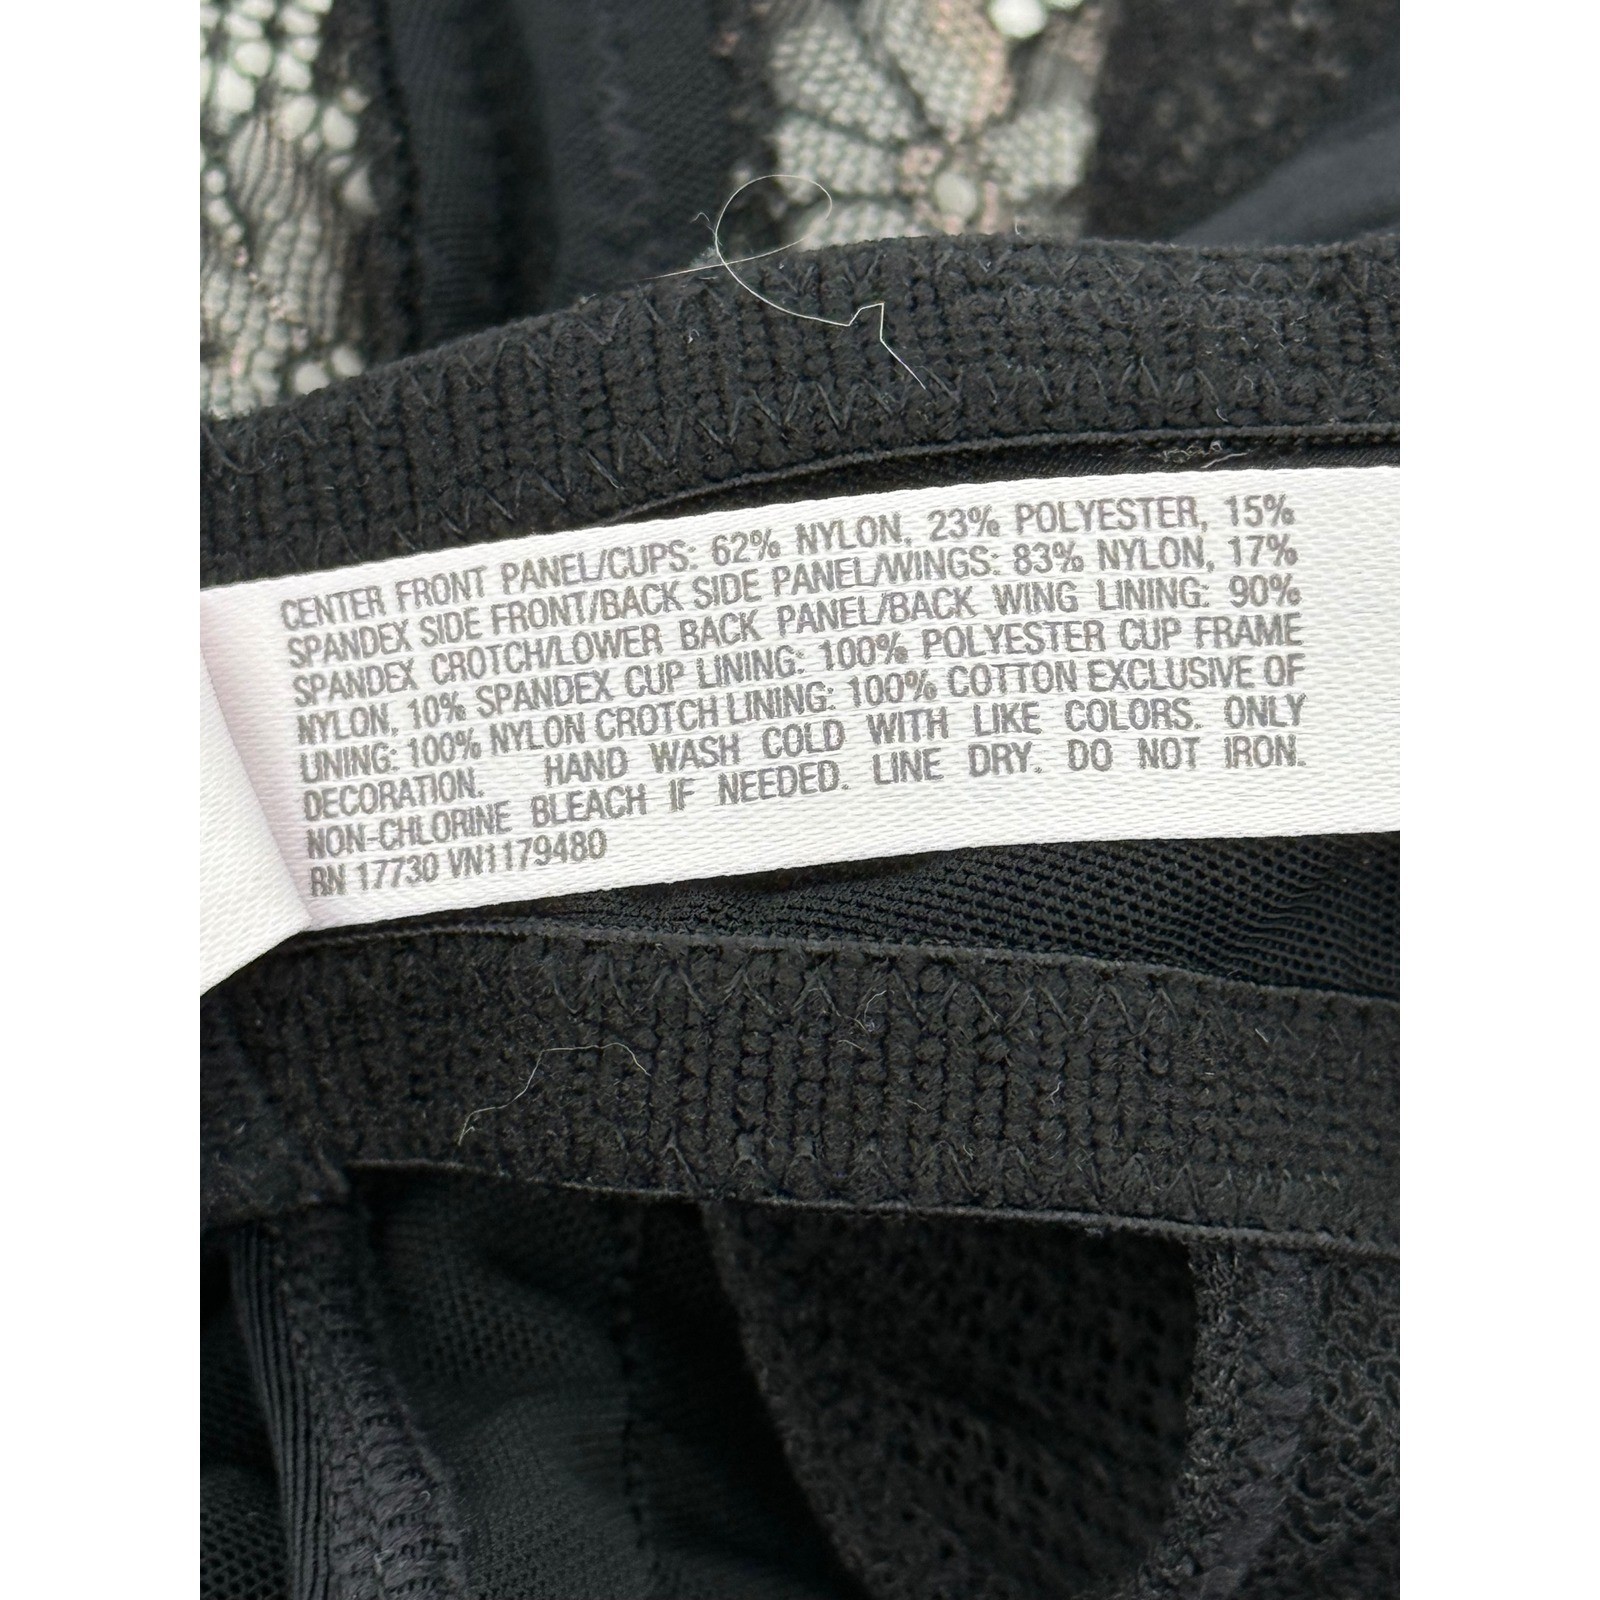 CENTER FRONT PANEL/CUPS: 62% NYLON, 23% POLYESTER, 15%
SPANDEX SIDE FRONT/BACK SIDE PANEL/WINGS: 83% NYLON, 17%
SPANDEX CROTCH/LOWER BACK PANEL/BACK WING LINING: 90%
NYLON, 10% SPANDEX CUP LINING: 100% POLYESTER CUP FRAME
LINING: 100% NYLON CROTCH LINING: 100% COTTON EXCLUSIVE OF
DECORATION. HAND WASH COLD WITH LIKE COLORS. ONLY
NON-CHLORINE BLEACH IF NEEDED. LINE DRY. DO NOT IRON.
RN 17730 VN1179480